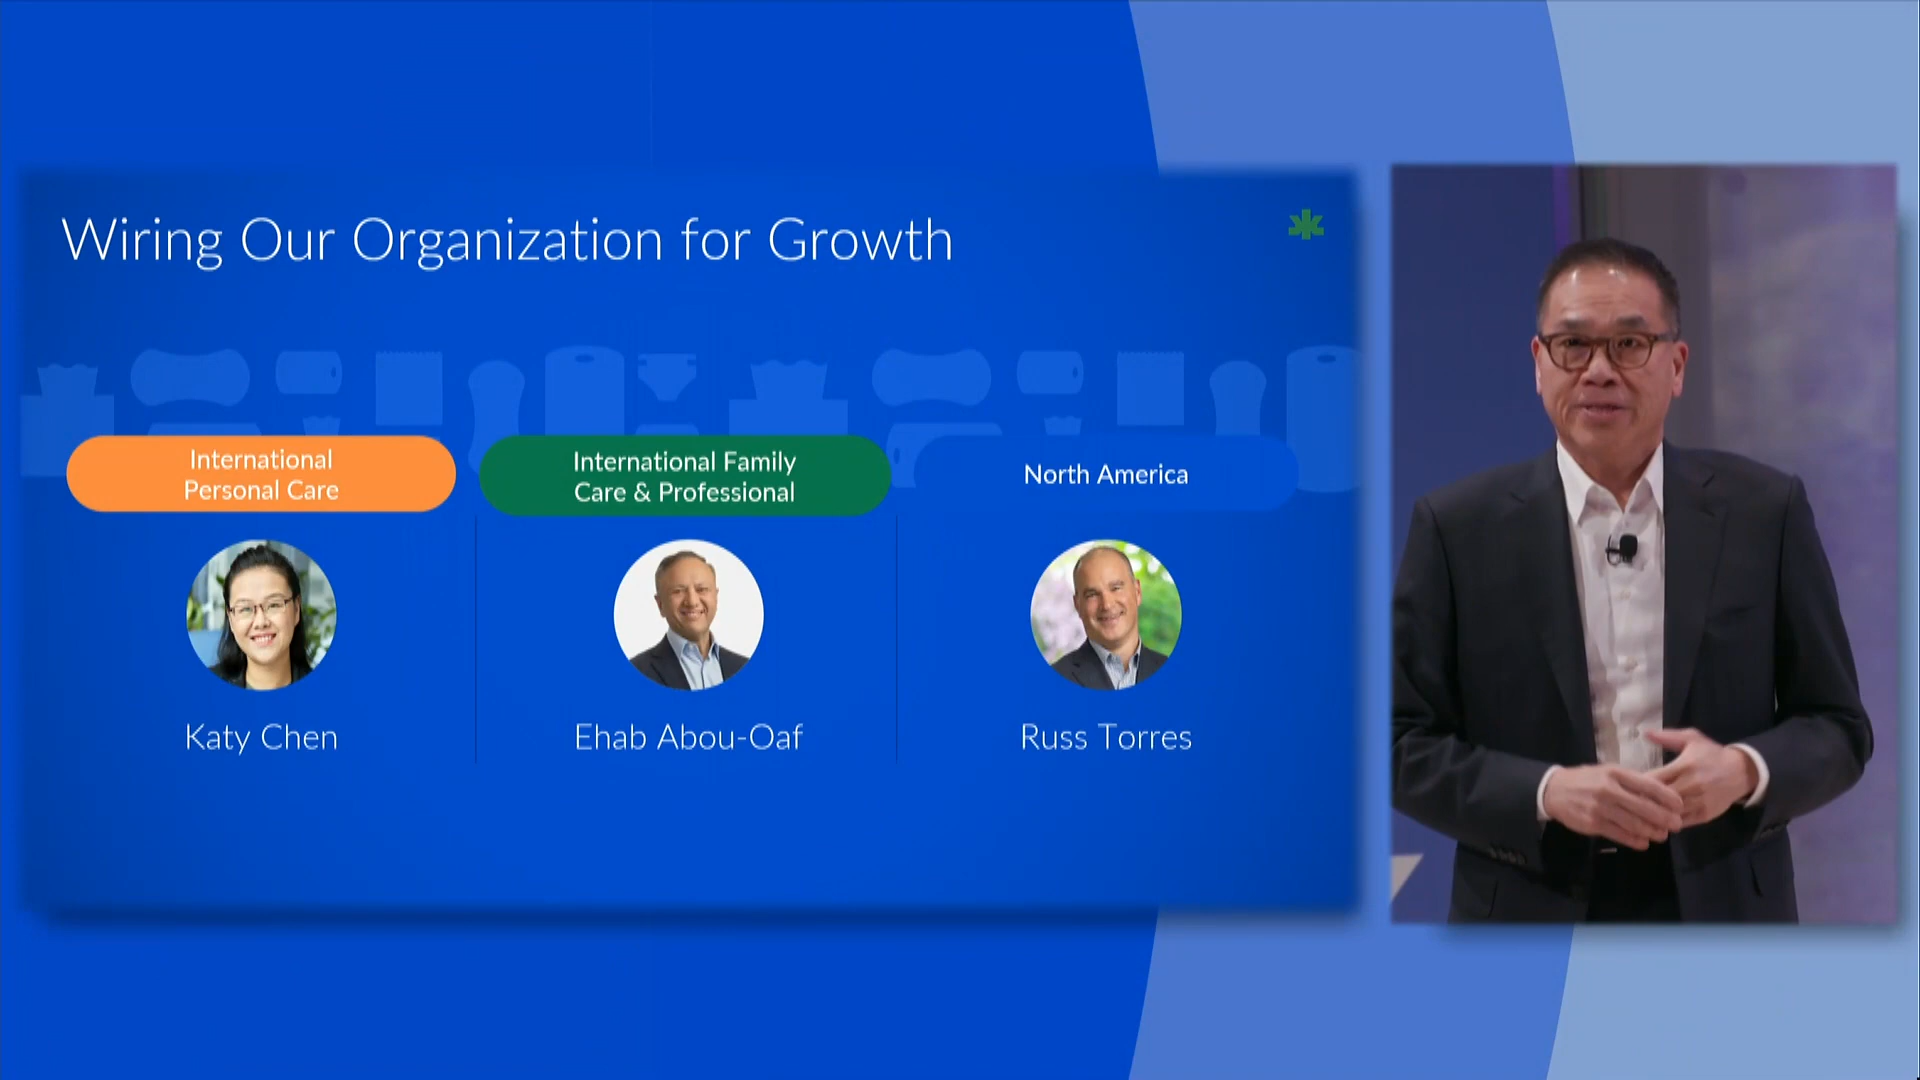 Wiring Our Organization for Growth
International
Personal Care
International Family
Care & Professional
North America
Katy Chen
Ehab Abou-Oaf
Russ Torres